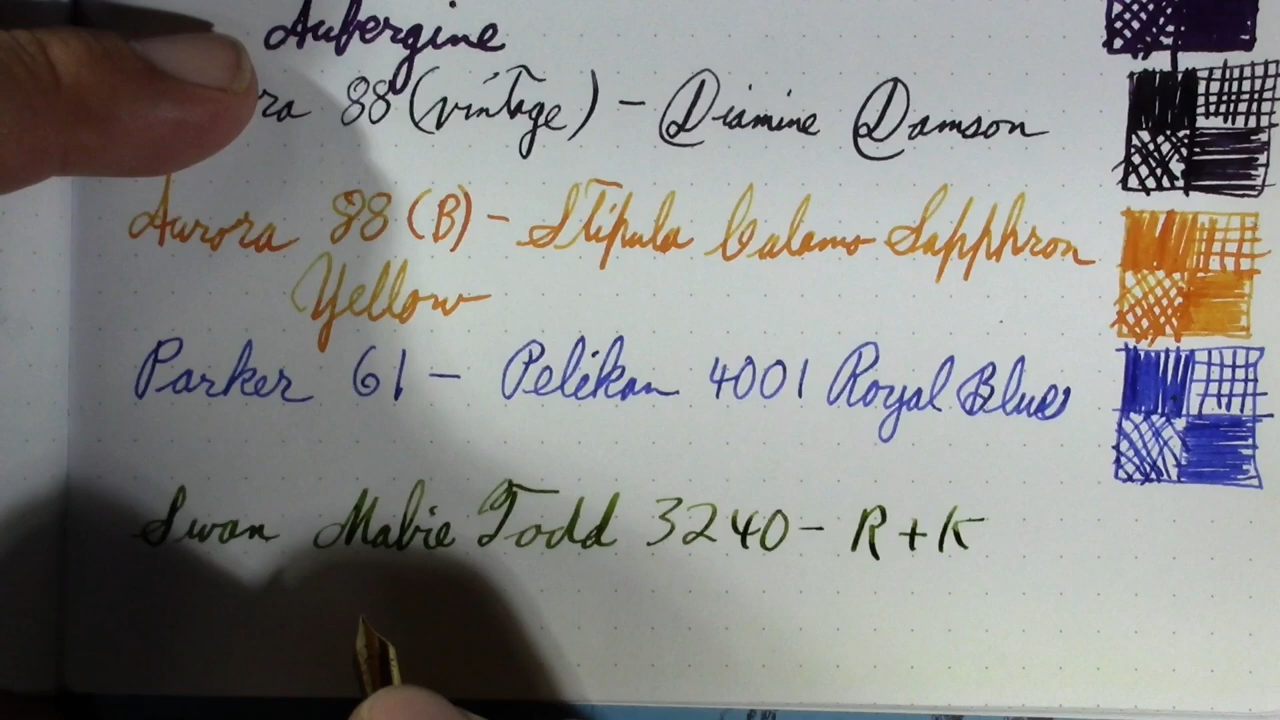 Aubergine
ra 88 (vintage) - Diamine Damson
Aurora 88 (B) - Stipula Calamo Sapphron
Yellow
Parker 61 - Pelikan 4001 Royal Blue
Swan Mabie Todd 3240 - R + K